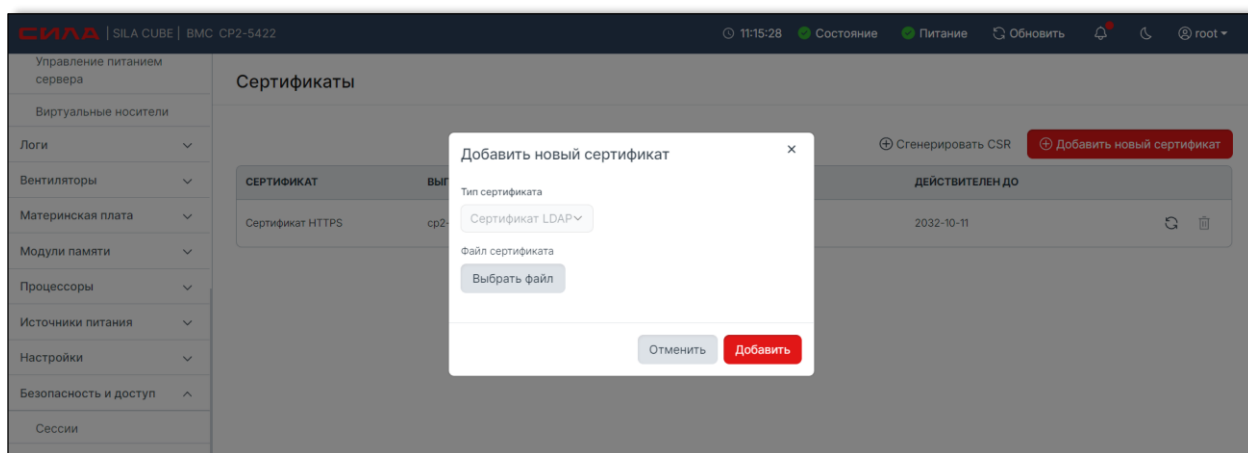 СИЛА | SILA CUBE | BMC CP2-5422
11:15:28 Состояние Питание Обновить root
Управление питанием
сервера
Виртуальные носители
Логи
Вентиляторы
Материнская плата
Модули памяти
Процессоры
Источники питания
Настройки
Безопасность и доступ
Сессии
Сертификаты
Сгенерировать CSR
Добавить новый сертификат
СЕРТИФИКАТ
ДЕЙСТВИТЕЛЕН ДО
Сертификат HTTPS
cp2-
2032-10-11
Добавить новый сертификат
Тип сертификата
Сертификат LDAP
Файл сертификата
Выбрать файл
Отменить
Добавить